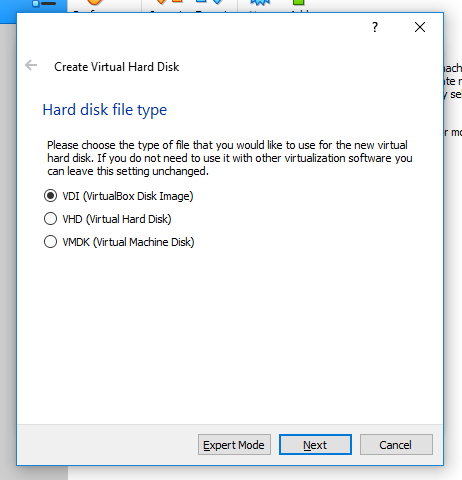 ?
Create Virtual Hard Disk
Hard disk file type
Please choose the type of file that you would like to use for the new virtual
hard disk. If you do not need to use it with other virtualization software you
can leave this setting unchanged.
VDI (VirtualBox Disk Image)
VHD (Virtual Hard Disk)
VMDK (Virtual Machine Disk)
Expert Mode
Next
Cancel